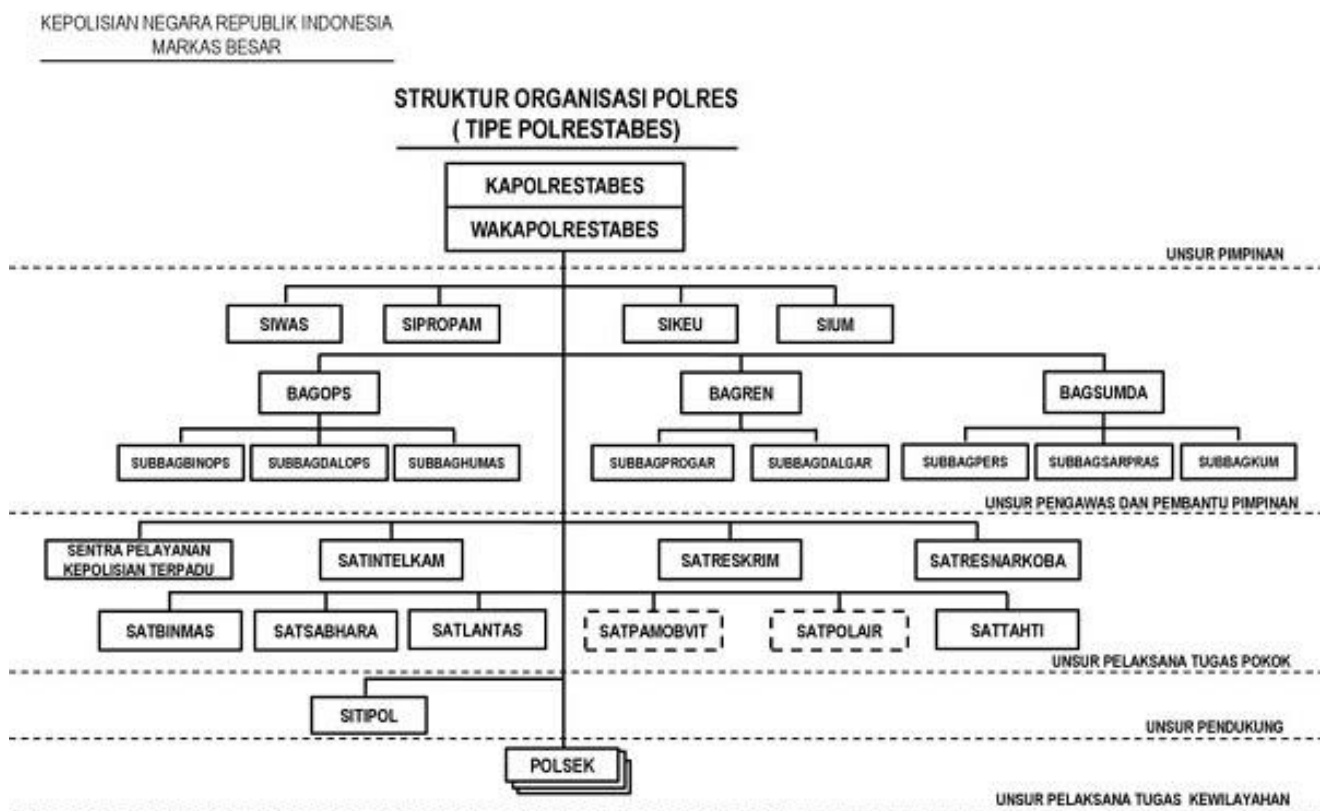 KEPOLISIAN NEGARA REPUBLIK INDONESIA
MARKAS BESAR
STRUKTUR ORGANISASI POLRES
( TIPE POLRESTABES)
KAPOLRESTABES
WAKAPOLRESTABES
UNSUR PIMPINAN
SIWAS
SIPROPAM
SIKEU
SIUM
BAGOPS
BAGREN
BAGSUMDA
SUBBAGBINOPS
SUBBAGDALOPS
SUBBAGHUMAS
SUBBAGPROGAR
SUBBAGDALGAR
SUBBAGPERS
SUBBAGSARPRAS
SUBBAGKUM
UNSUR PENGAWAS DAN PEMBANTU PIMPINAN
SENTRA PELAYANAN
KEPOLISIAN TERPADU
SATINTELKAM
SATRESKRIM
SATRESNARKOBA
SATBINMAS
SATSABHARA
SATLANTAS
SATPAMOBVIT
SATPOLAIR
SATTAHTI
UNSUR PELAKSANA TUGAS POKOK
SITIPOL
UNSUR PENDUKUNG
POLSEK
UNSUR PELAKSANA TUGAS KEWILAYAHAN